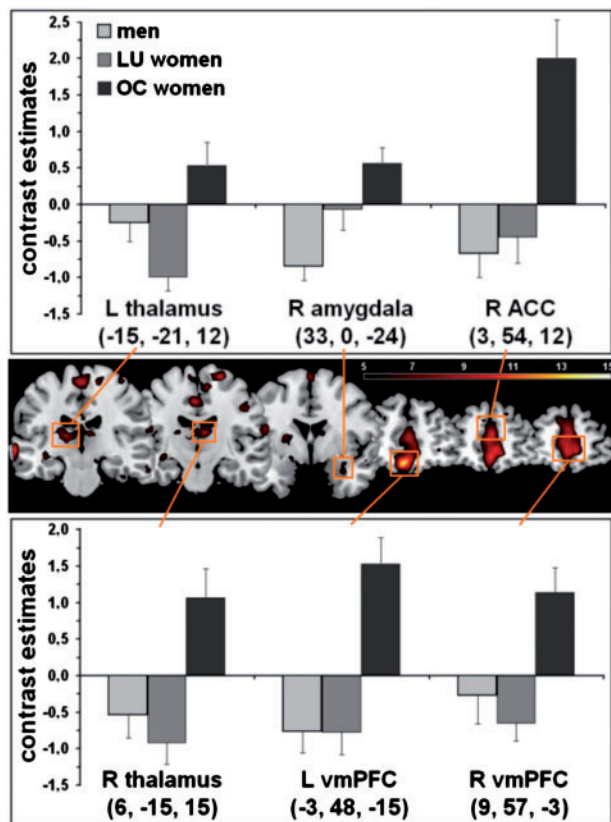 2.5
men
2.0
LU women
1.5
OC women
1.0
0.5
0.0
-0.5
-1.0
-1.5
contrast estimates
L thalamus R amygdala R ACC
(-15, -21, 12) (33, 0, -24) (3, 54, 12)
5 7 9 11 13 15
2.0
1.5
1.0
0.5
0.0
-0.5
-1.0
-1.5
contrast estimates
R thalamus L vmPFC R vmPFC
(6, -15, 15) (-3, 48, -15) (9, 57, -3)